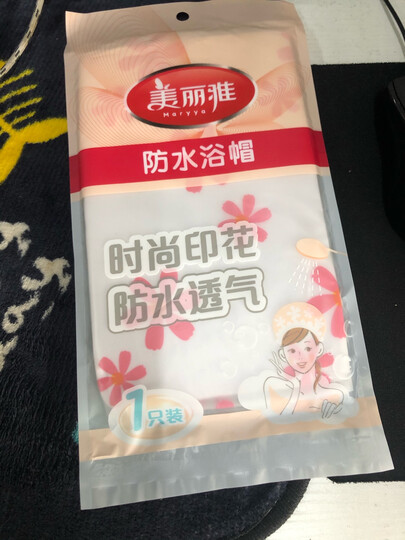 美丽雅
Maryya
防水浴帽
时尚印花
防水透气
1只装